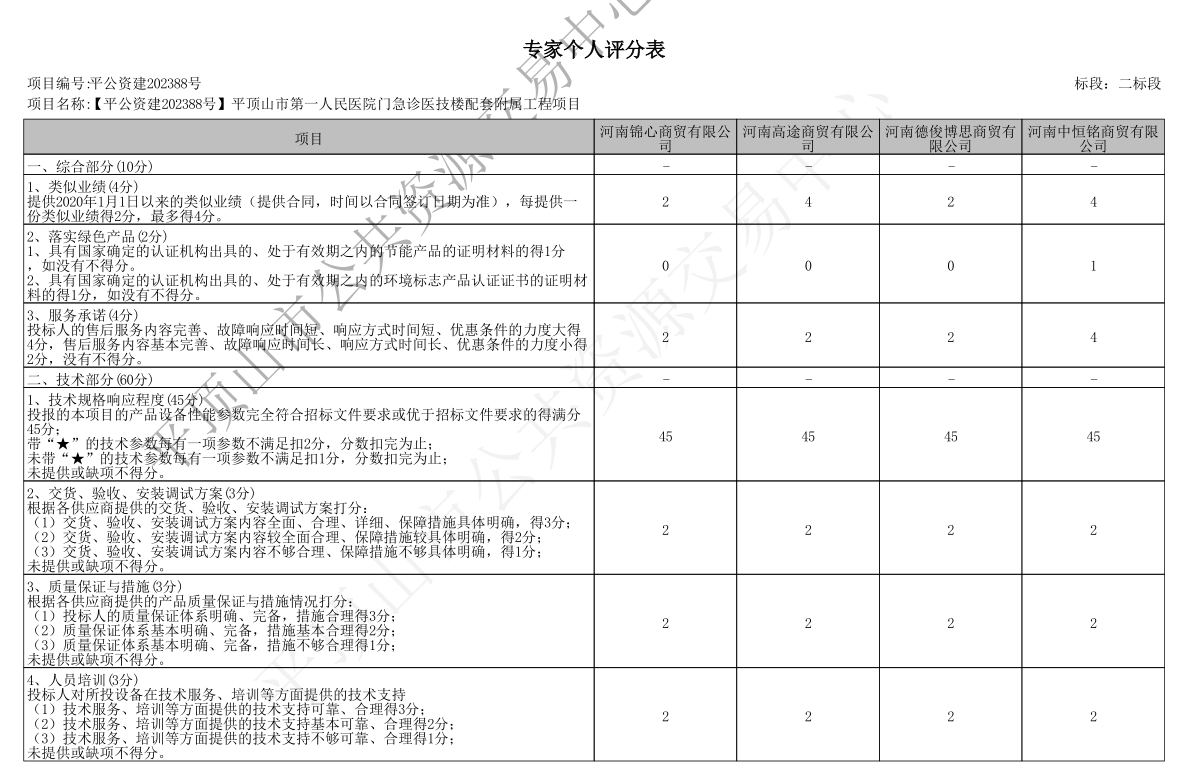 专家个人评分表
项目编号:平公资建202388号
标段：二标段
项目名称:【平公资建202388号】平顶山市第一人民医院门急诊医技楼配套附属工程项目
项目
河南锦心商贸有限公
司
河南高途商贸有限公
司
河南德俊博思商贸有
限公司
河南中恒铭商贸有限
公司
一、综合部分(10分)
–
–
–
–
1、类似业绩(4分)
提供2020年1月1日以来的类似业绩（提供合同，时间以合同签订日期为准），每提供一
份类似业绩得2分，最多得4分。
2
4
2
4
2、落实绿色产品(2分)
1、具有国家确定的认证机构出具的、处于有效期之内的节能产品的证明材料的得1分
，如没有不得分。
2、具有国家确定的认证机构出具的、处于有效期之内的环境标志产品认证证书的证明材
料的得1分，如没有不得分。
0
0
0
1
3、服务承诺(4分)
投标人的售后服务内容完善、故障响应时间短、响应方式时间短、优惠条件的力度大得
4分，售后服务内容基本完善、故障响应时间长、响应方式时间长、优惠条件的力度小得
2分，没有不得分。
2
2
2
4
二、技术部分(60分)
–
–
–
–
1、技术规格响应程度(45分)
投报的本项目的产品设备性能参数完全符合招标文件要求或优于招标文件要求的得满分
45分；
带“★”的技术参数每有一项参数不满足扣2分，分数扣完为止；
未带“★”的技术参数每有一项参数不满足扣1分，分数扣完为止；
未提供或缺项不得分。
45
45
45
45
2、交货、验收、安装调试方案(3分)
根据各供应商提供的交货、验收、安装调试方案打分：
（1）交货、验收、安装调试方案内容全面、合理、详细、保障措施具体明确，得3分；
（2）交货、验收、安装调试方案内容较全面合理、保障措施较具体明确，得2分；
（3）交货、验收、安装调试方案内容不够合理、保障措施不够具体明确，得1分；
未提供或缺项不得分。
2
2
2
2
3、质量保证与措施(3分)
根据各供应商提供的产品质量保证与措施情况打分：
（1）投标人的质量保证体系明确、完备，措施合理得3分；
（2）质量保证体系基本明确、完备，措施基本合理得2分；
（3）质量保证体系基本明确、完备，措施不够合理得1分；
未提供或缺项不得分。
2
2
2
2
4、人员培训(3分)
投标人对所投设备在技术服务、培训等方面提供的技术支持
（1）技术服务、培训等方面提供的技术支持可靠、合理得3分；
（2）技术服务、培训等方面提供的技术支持基本可靠、合理得2分；
（3）技术服务、培训等方面提供的技术支持不够可靠、合理得1分；
未提供或缺项不得分。
2
2
2
2
平顶山市公共资源交易中心
平顶山市公共资源交易中心